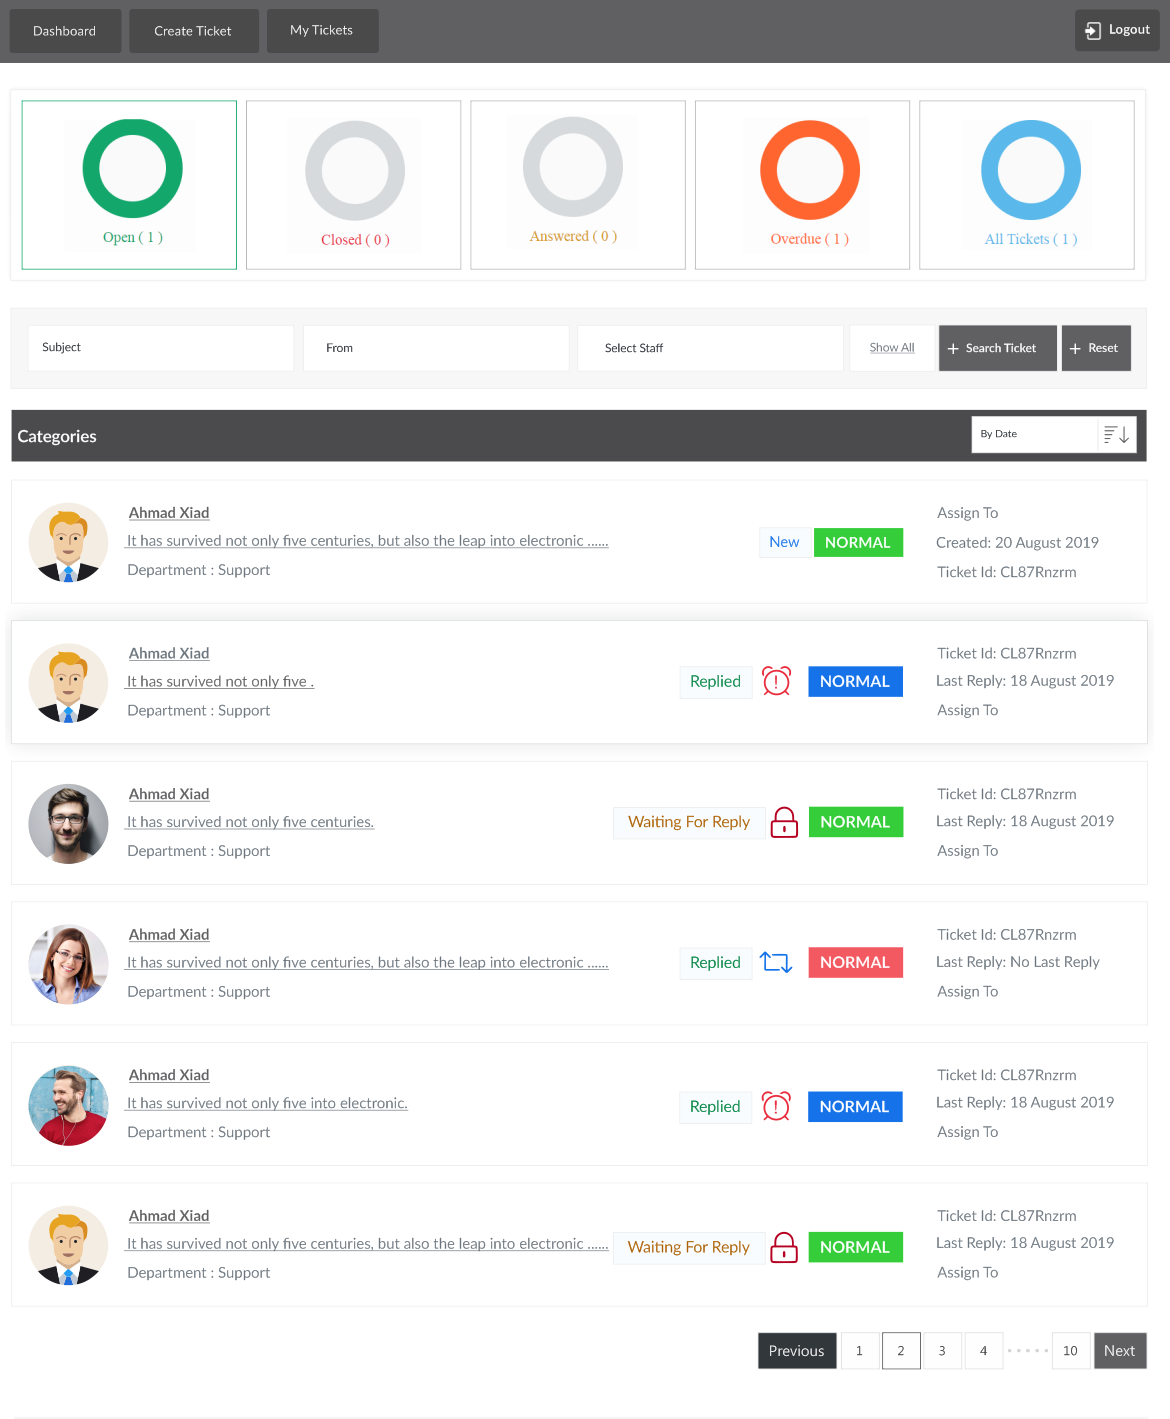 Dashboard
Create Ticket
My Tickets
Logout
Open ( 1 )
Closed ( 0 )
Answered ( 0 )
Overdue ( 1 )
All Tickets ( 1 )
Subject
From
Select Staff
Show All
+ Search Ticket
+ Reset
Categories
By Date
Ahmad Xiad
It has survived not only five centuries, but also the leap into electronic ......
Department : Support
New
NORMAL
Assign To
Created: 20 August 2019
Ticket Id: CL87Rnzrm
Ahmad Xiad
It has survived not only five .
Department : Support
Replied
NORMAL
Ticket Id: CL87Rnzrm
Last Reply: 18 August 2019
Assign To
Ahmad Xiad
It has survived not only five centuries.
Department : Support
Waiting For Reply
NORMAL
Ticket Id: CL87Rnzrm
Last Reply: 18 August 2019
Assign To
Ahmad Xiad
It has survived not only five centuries, but also the leap into electronic ......
Department : Support
Replied
NORMAL
Ticket Id: CL87Rnzrm
Last Reply: No Last Reply
Assign To
Ahmad Xiad
It has survived not only five into electronic.
Department : Support
Replied
NORMAL
Ticket Id: CL87Rnzrm
Last Reply: 18 August 2019
Assign To
Ahmad Xiad
It has survived not only five centuries, but also the leap into electronic ......
Department : Support
Waiting For Reply
NORMAL
Ticket Id: CL87Rnzrm
Last Reply: 18 August 2019
Assign To
Previous 1 2 3 4 ····· 10 Next